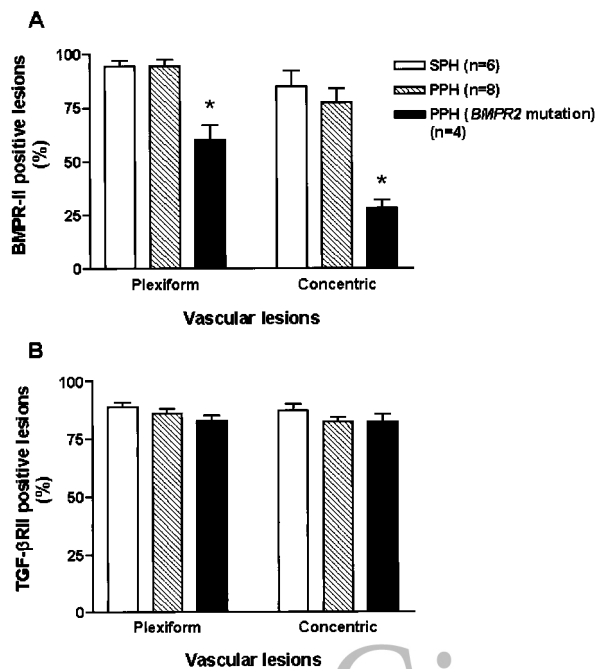 A
BMPR-II positive lesions
(%)
100
75
50
25
0
*
*
Plexiform
Concentric
Vascular lesions
SPH (n=6)
PPH (n=8)
PPH (BMPR2 mutation)
(n=4)
B
TGF-βRII positive lesions
(%)
100
75
50
25
0
Plexiform
Concentric
Vascular lesions
Ci